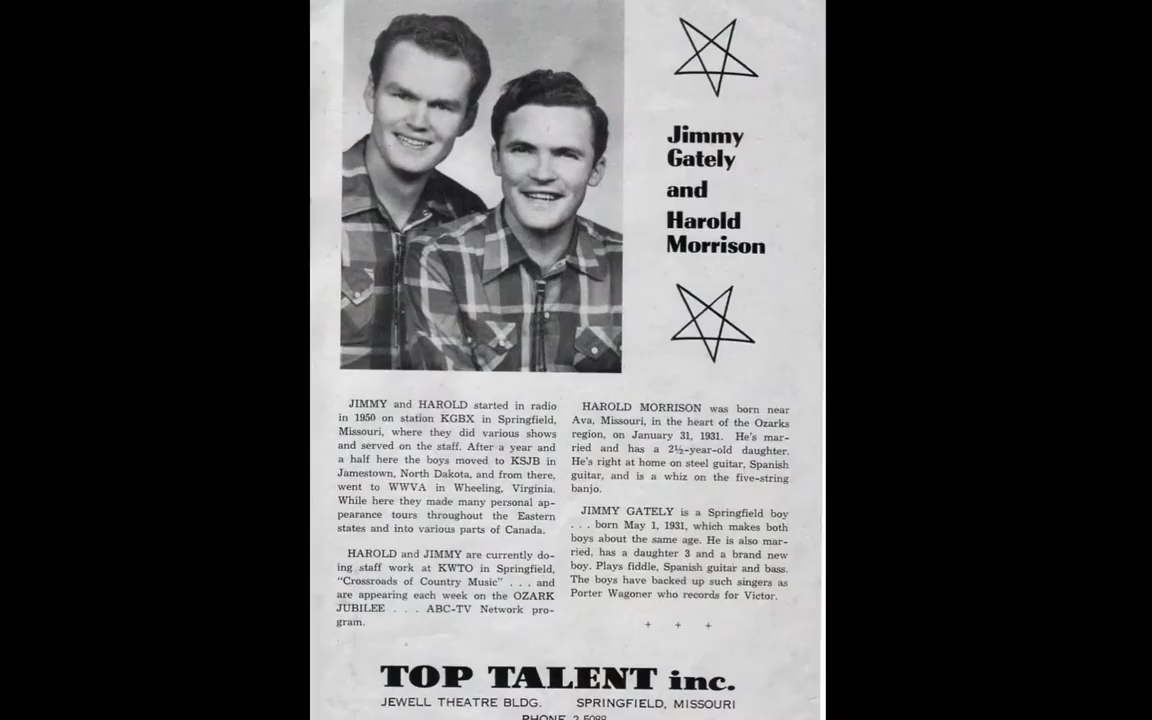 Jimmy
Gately
and
Harold
Morrison
JIMMY and HAROLD started in radio
in 1950 on station KGBX in Springfield,
Missouri, where they did various shows
and served on the staff. After a year and
a half here the boys moved to KSJB in
Jamestown, North Dakota, and from there,
went to WWVA in Wheeling, Virginia.
While here they made many personal ap-
pearance tours throughout the Eastern
states and into various parts of Canada.
HAROLD and JIMMY are currently do-
ing staff work at KWTO in Springfield,
"Crossroads of Country Music" . . . and
are appearing each week on the OZARK
JUBILEE . . . ABC-TV Network pro-
gram.
HAROLD MORRISON was born near
Ava, Missouri, in the heart of the Ozarks
region, on January 31, 1931. He's mar-
ried and has a 2½-year-old daughter.
He's right at home on steel guitar, Spanish
guitar, and is a whiz on the five-string
banjo.
JIMMY GATELY is a Springfield boy
. . . born May 1, 1931, which makes both
boys about the same age. He is also mar-
ried, has a daughter 3 and a brand new
boy. Plays fiddle, Spanish guitar and bass.
The boys have backed up such singers as
Porter Wagoner who records for Victor.
+ + +
TOP TALENT inc.
JEWELL THEATRE BLDG. SPRINGFIELD, MISSOURI
PHONE